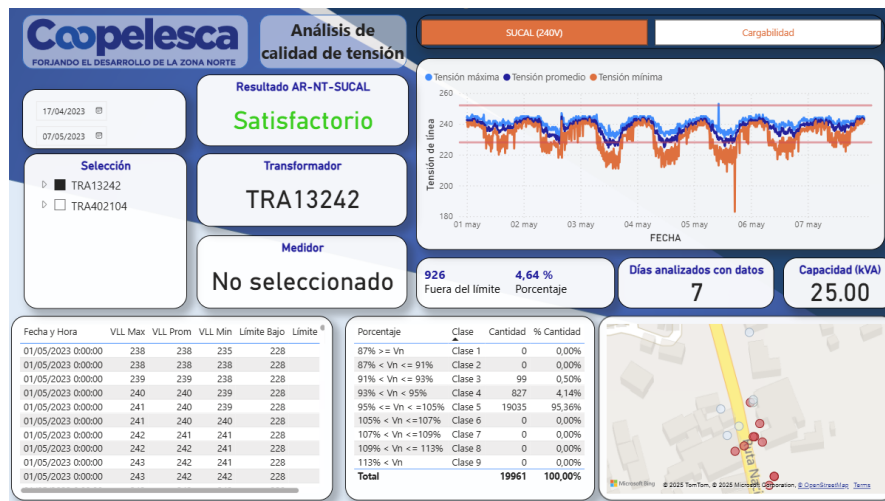 Coopelesca
FORJANDO EL DESARROLLO DE LA ZONA NORTE
Análisis de
calidad de tensión
SUCAL (240V)
Cargabilidad
17/04/2023
07/05/2023
Resultado AR-NT-SUCAL
Satisfactorio
Selección
TRA13242
TRA402104
Transformador
TRA13242
Medidor
No seleccionado
Tensión máxima Tensión promedio Tensión mínima
Tensión de línea
260
240
220
200
180
01 may 02 may 03 may 04 may 05 may 06 may 07 may
FECHA
926 4,64 %
Fuera del límite Porcentaje
Días analizados con datos
7
Capacidad (kVA)
25.00
Fecha y Hora VLL Max VLL Prom VLL Min Límite Bajo Límite
01/05/2023 0:00:00 238 238 235 228
01/05/2023 0:00:00 238 238 238 228
01/05/2023 0:00:00 239 239 238 228
01/05/2023 0:00:00 240 240 239 228
01/05/2023 0:00:00 241 240 239 228
01/05/2023 0:00:00 241 240 240 228
01/05/2023 0:00:00 242 241 241 228
01/05/2023 0:00:00 242 242 241 228
01/05/2023 0:00:00 243 242 241 228
01/05/2023 0:00:00 243 242 242 228
Porcentaje Clase Cantidad % Cantidad
87% >= Vn Clase 1 0 0,00%
87% < Vn <= 91% Clase 2 0 0,00%
91% < Vn <= 93% Clase 3 99 0,50%
93% < Vn < 95% Clase 4 827 4,14%
95% <= Vn <=105% Clase 5 19035 95,36%
105% < Vn <=107% Clase 6 0 0,00%
107% < Vn <=109% Clase 7 0 0,00%
109% < Vn <= 113% Clase 8 0 0,00%
113% < Vn Clase 9 0 0,00%
Total 19961 100,00%
Microsoft Bing
© 2025 TomTom, © 2025 Microsoft Corporation, © OpenStreetMap Terms